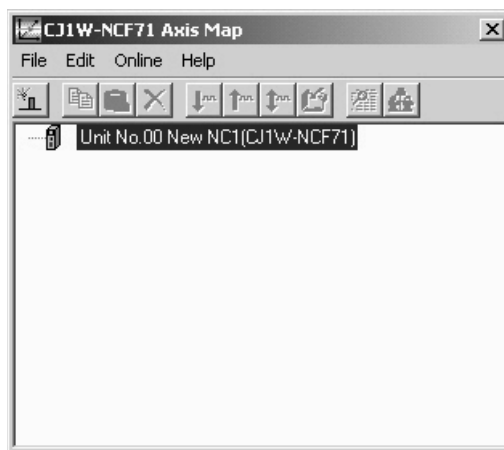 CJ1W-NCF71 Axis Map
File Edit Online Help
Unit No.00 New NC1(CJ1W-NCF71)